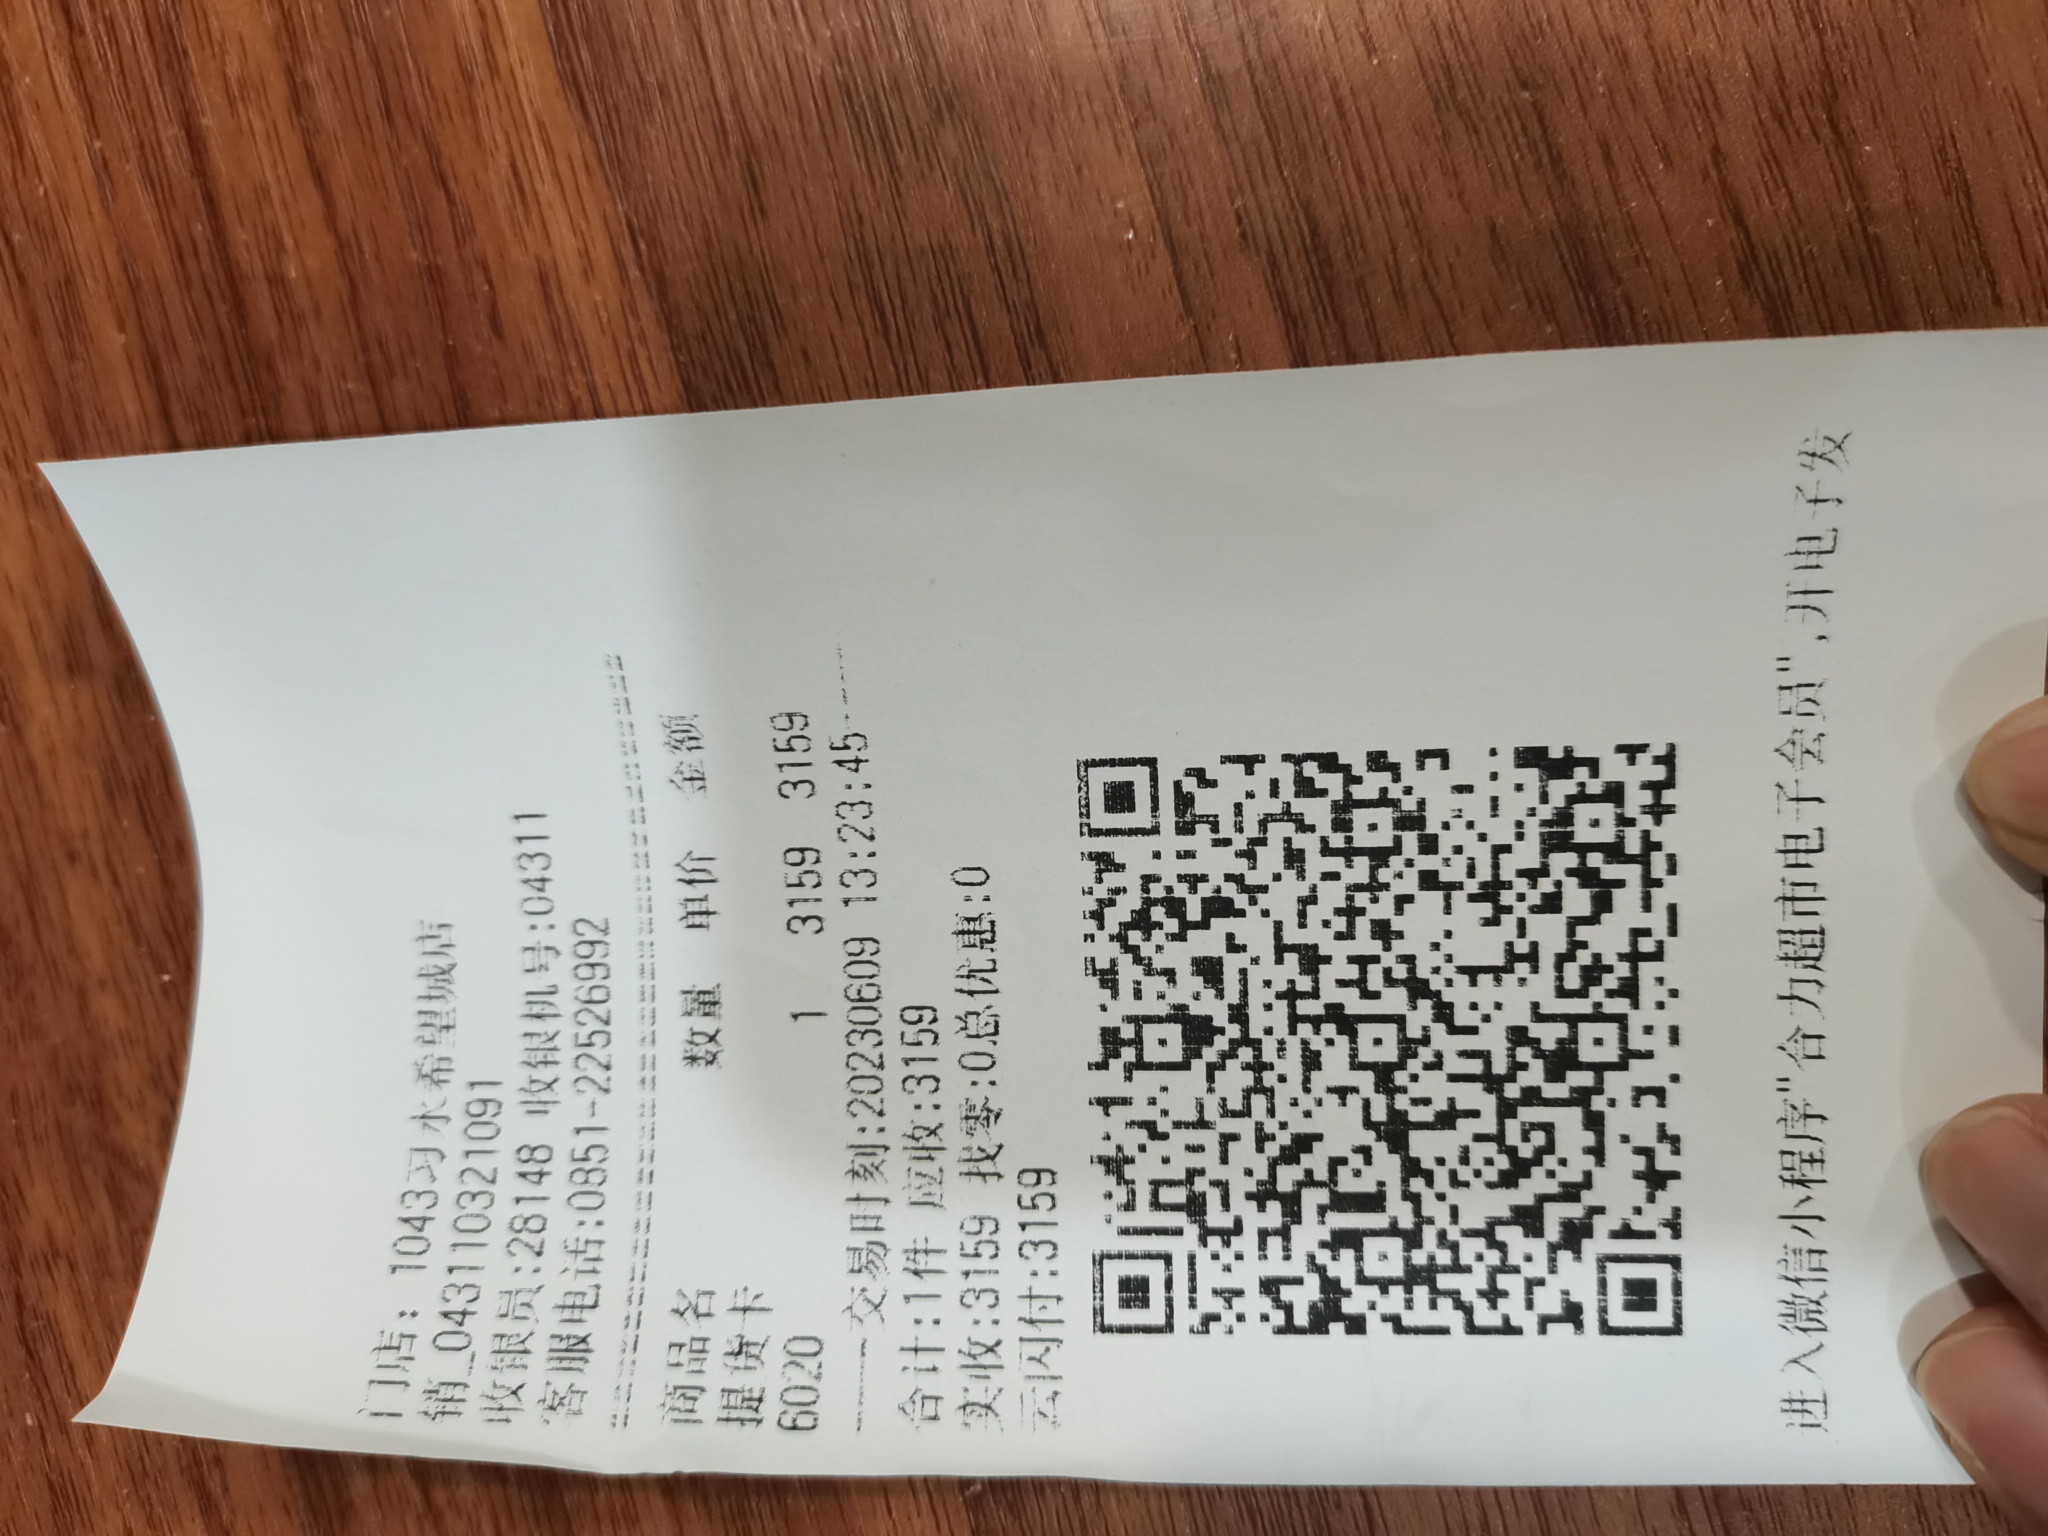 门店: 1043习水希望城店
销_043110321091
收银员:28148 收银机号:04311
客服电话:0851-22526992
商品名 数量 单价 金额
提货卡
6020 1 3159 3159
交易时刻:20230609 13:23:45
合计:1件 应收:3159
实收:3159 找零:0总优惠:0
云闪付:3159
进入微信小程序"合力超市电子会员",开电子发